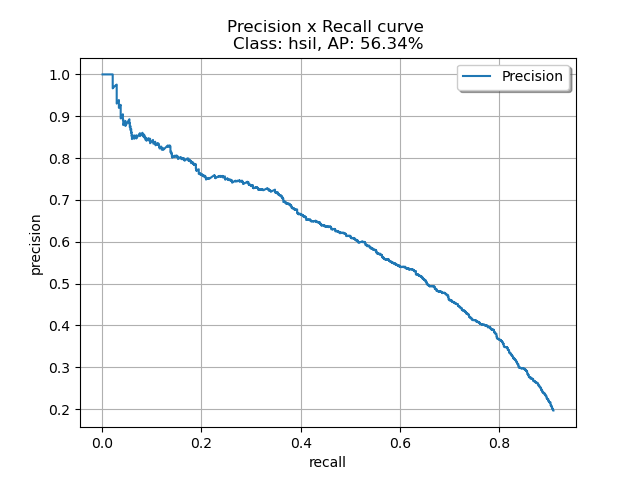 Precision x Recall curve
Class: hsil, AP: 56.34%
Precision
precision
1.0
0.9
0.8
0.7
0.6
0.5
0.4
0.3
0.2
0.0 0.2 0.4 0.6 0.8
recall